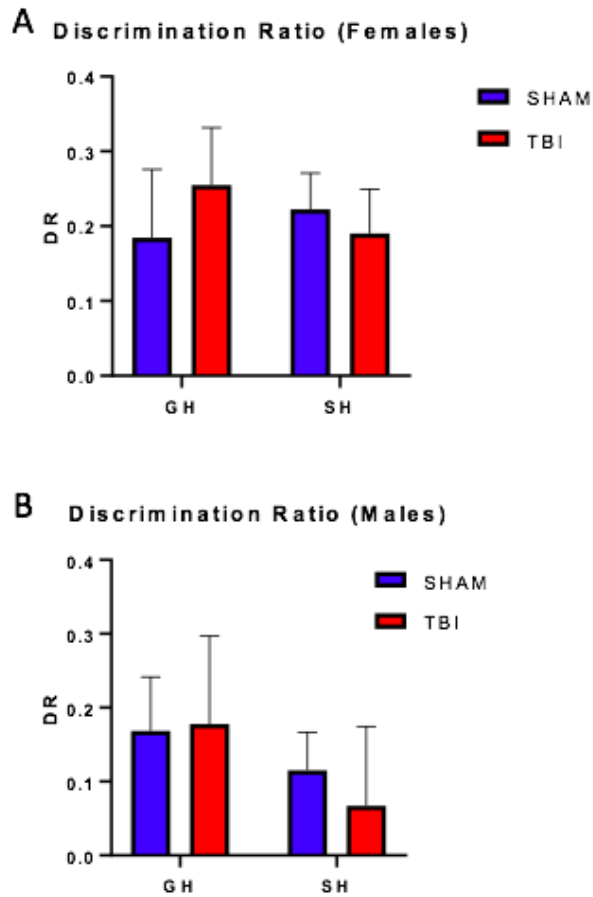 A Discrimination Ratio (Females)
0.4
0.3
0.2
0.1
0.0
DR
GH SH
SHAM
TBI
B Discrimination Ratio (Males)
0.4
0.3
0.2
0.1
0.0
DR
GH SH
SHAM
TBI